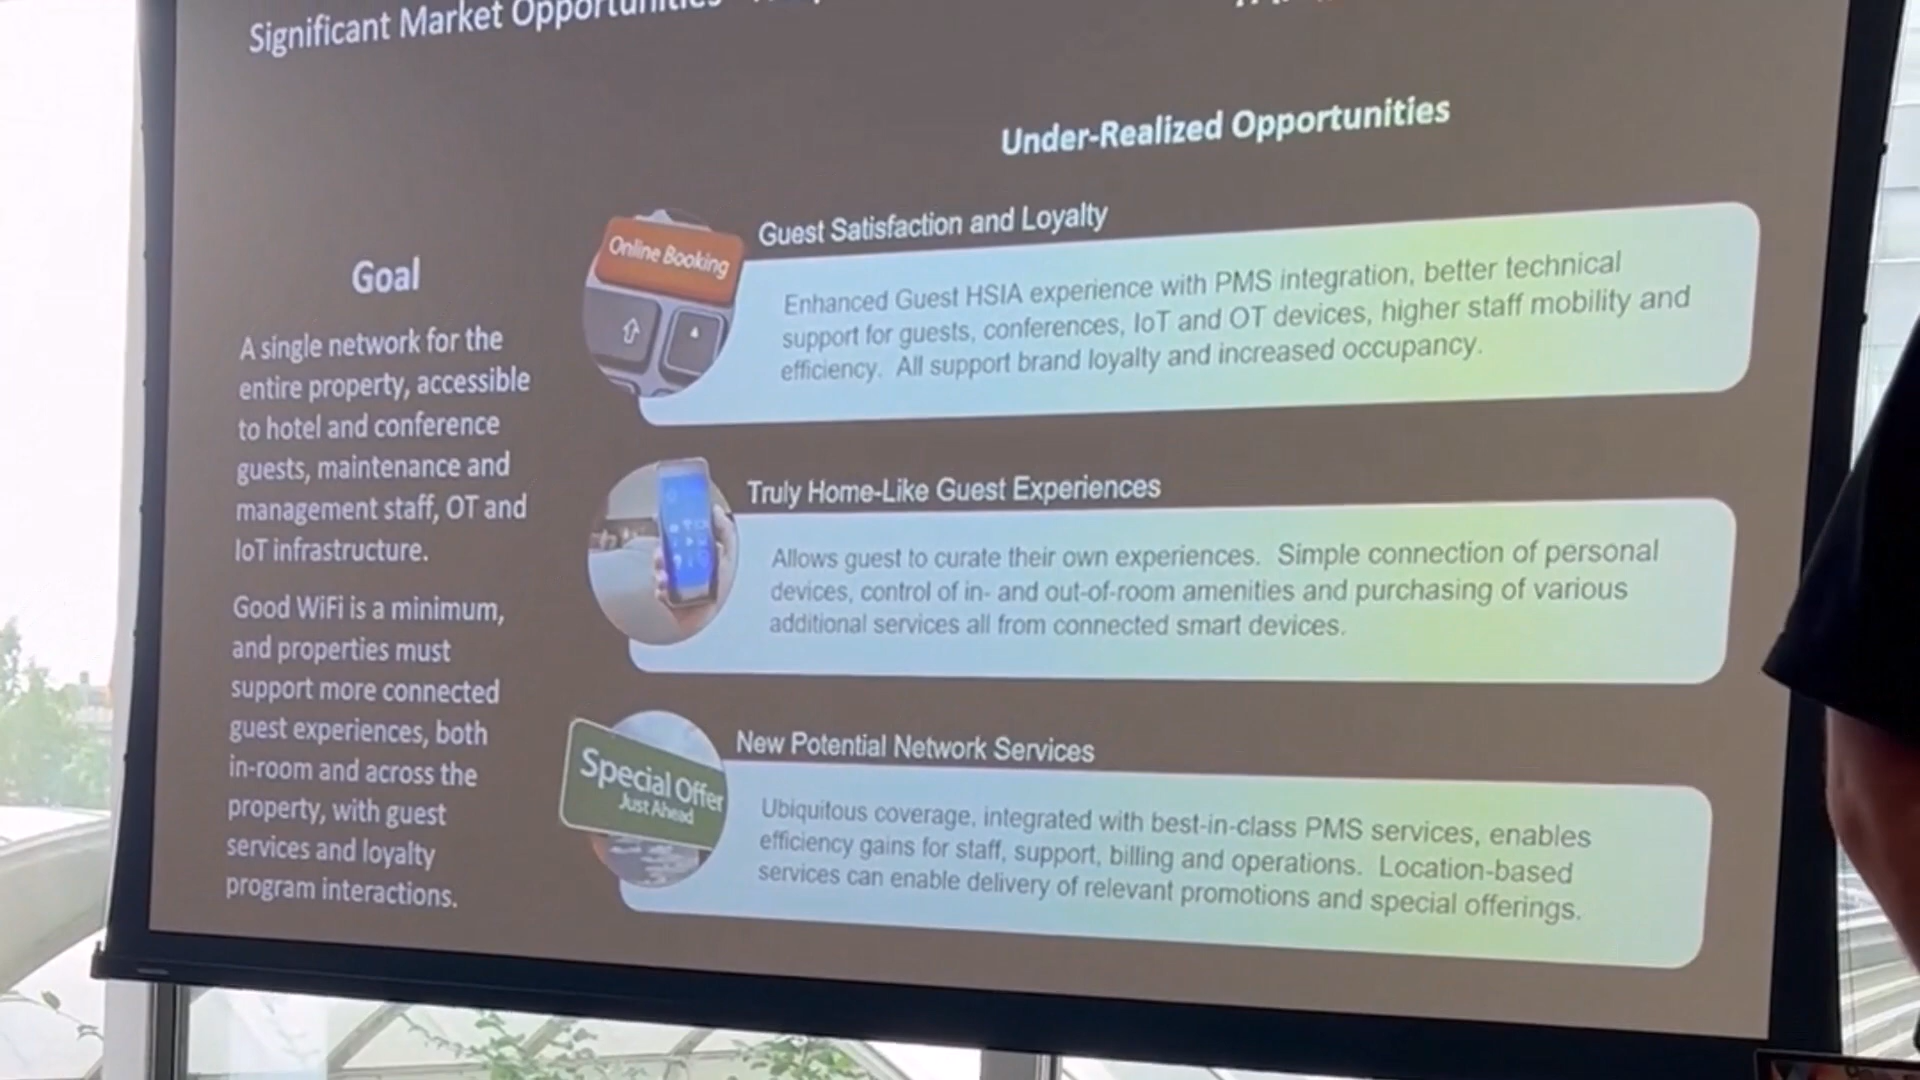 Significant Market Opportunities
Under-Realized Opportunities
Goal
A single network for the
entire property, accessible
to hotel and conference
guests, maintenance and
management staff, OT and
IoT infrastructure.
Good WiFi is a minimum,
and properties must
support more connected
guest experiences, both
in-room and across the
property, with guest
services and loyalty
program interactions.
Online Booking
Guest Satisfaction and Loyalty
Enhanced Guest HSIA experience with PMS integration, better technical
support for guests, conferences, IoT and OT devices, higher staff mobility and
efficiency. All support brand loyalty and increased occupancy.
Truly Home-Like Guest Experiences
Allows guest to curate their own experiences. Simple connection of personal
devices, control of in- and out-of-room amenities and purchasing of various
additional services all from connected smart devices.
Special Offer
Just Ahead
New Potential Network Services
Ubiquitous coverage, integrated with best-in-class PMS services, enables
efficiency gains for staff, support, billing and operations. Location-based
services can enable delivery of relevant promotions and special offerings.